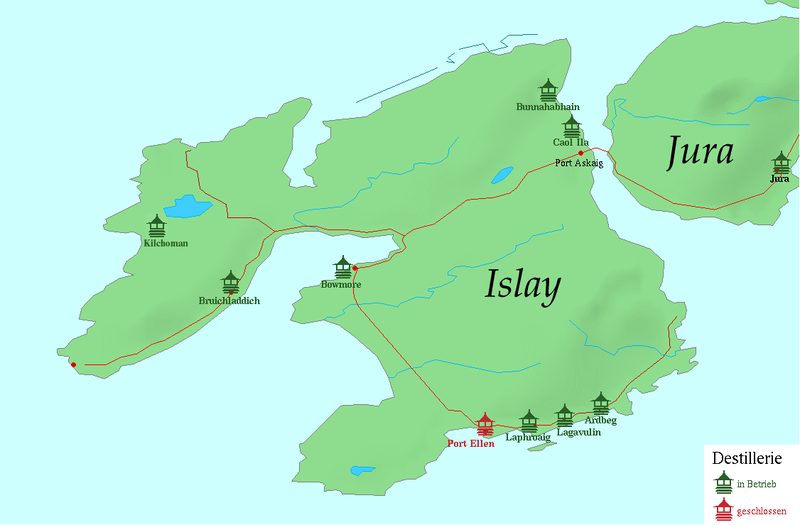 Bunnahabhain
Caol Ila
Port Askaig
Jura
Jura
Kilchoman
Bruichladdich
Bowmore
Islay
Ardbeg
Lagavulin
Laphroaig
Port Ellen
Destillerie
in Betrieb
geschlossen